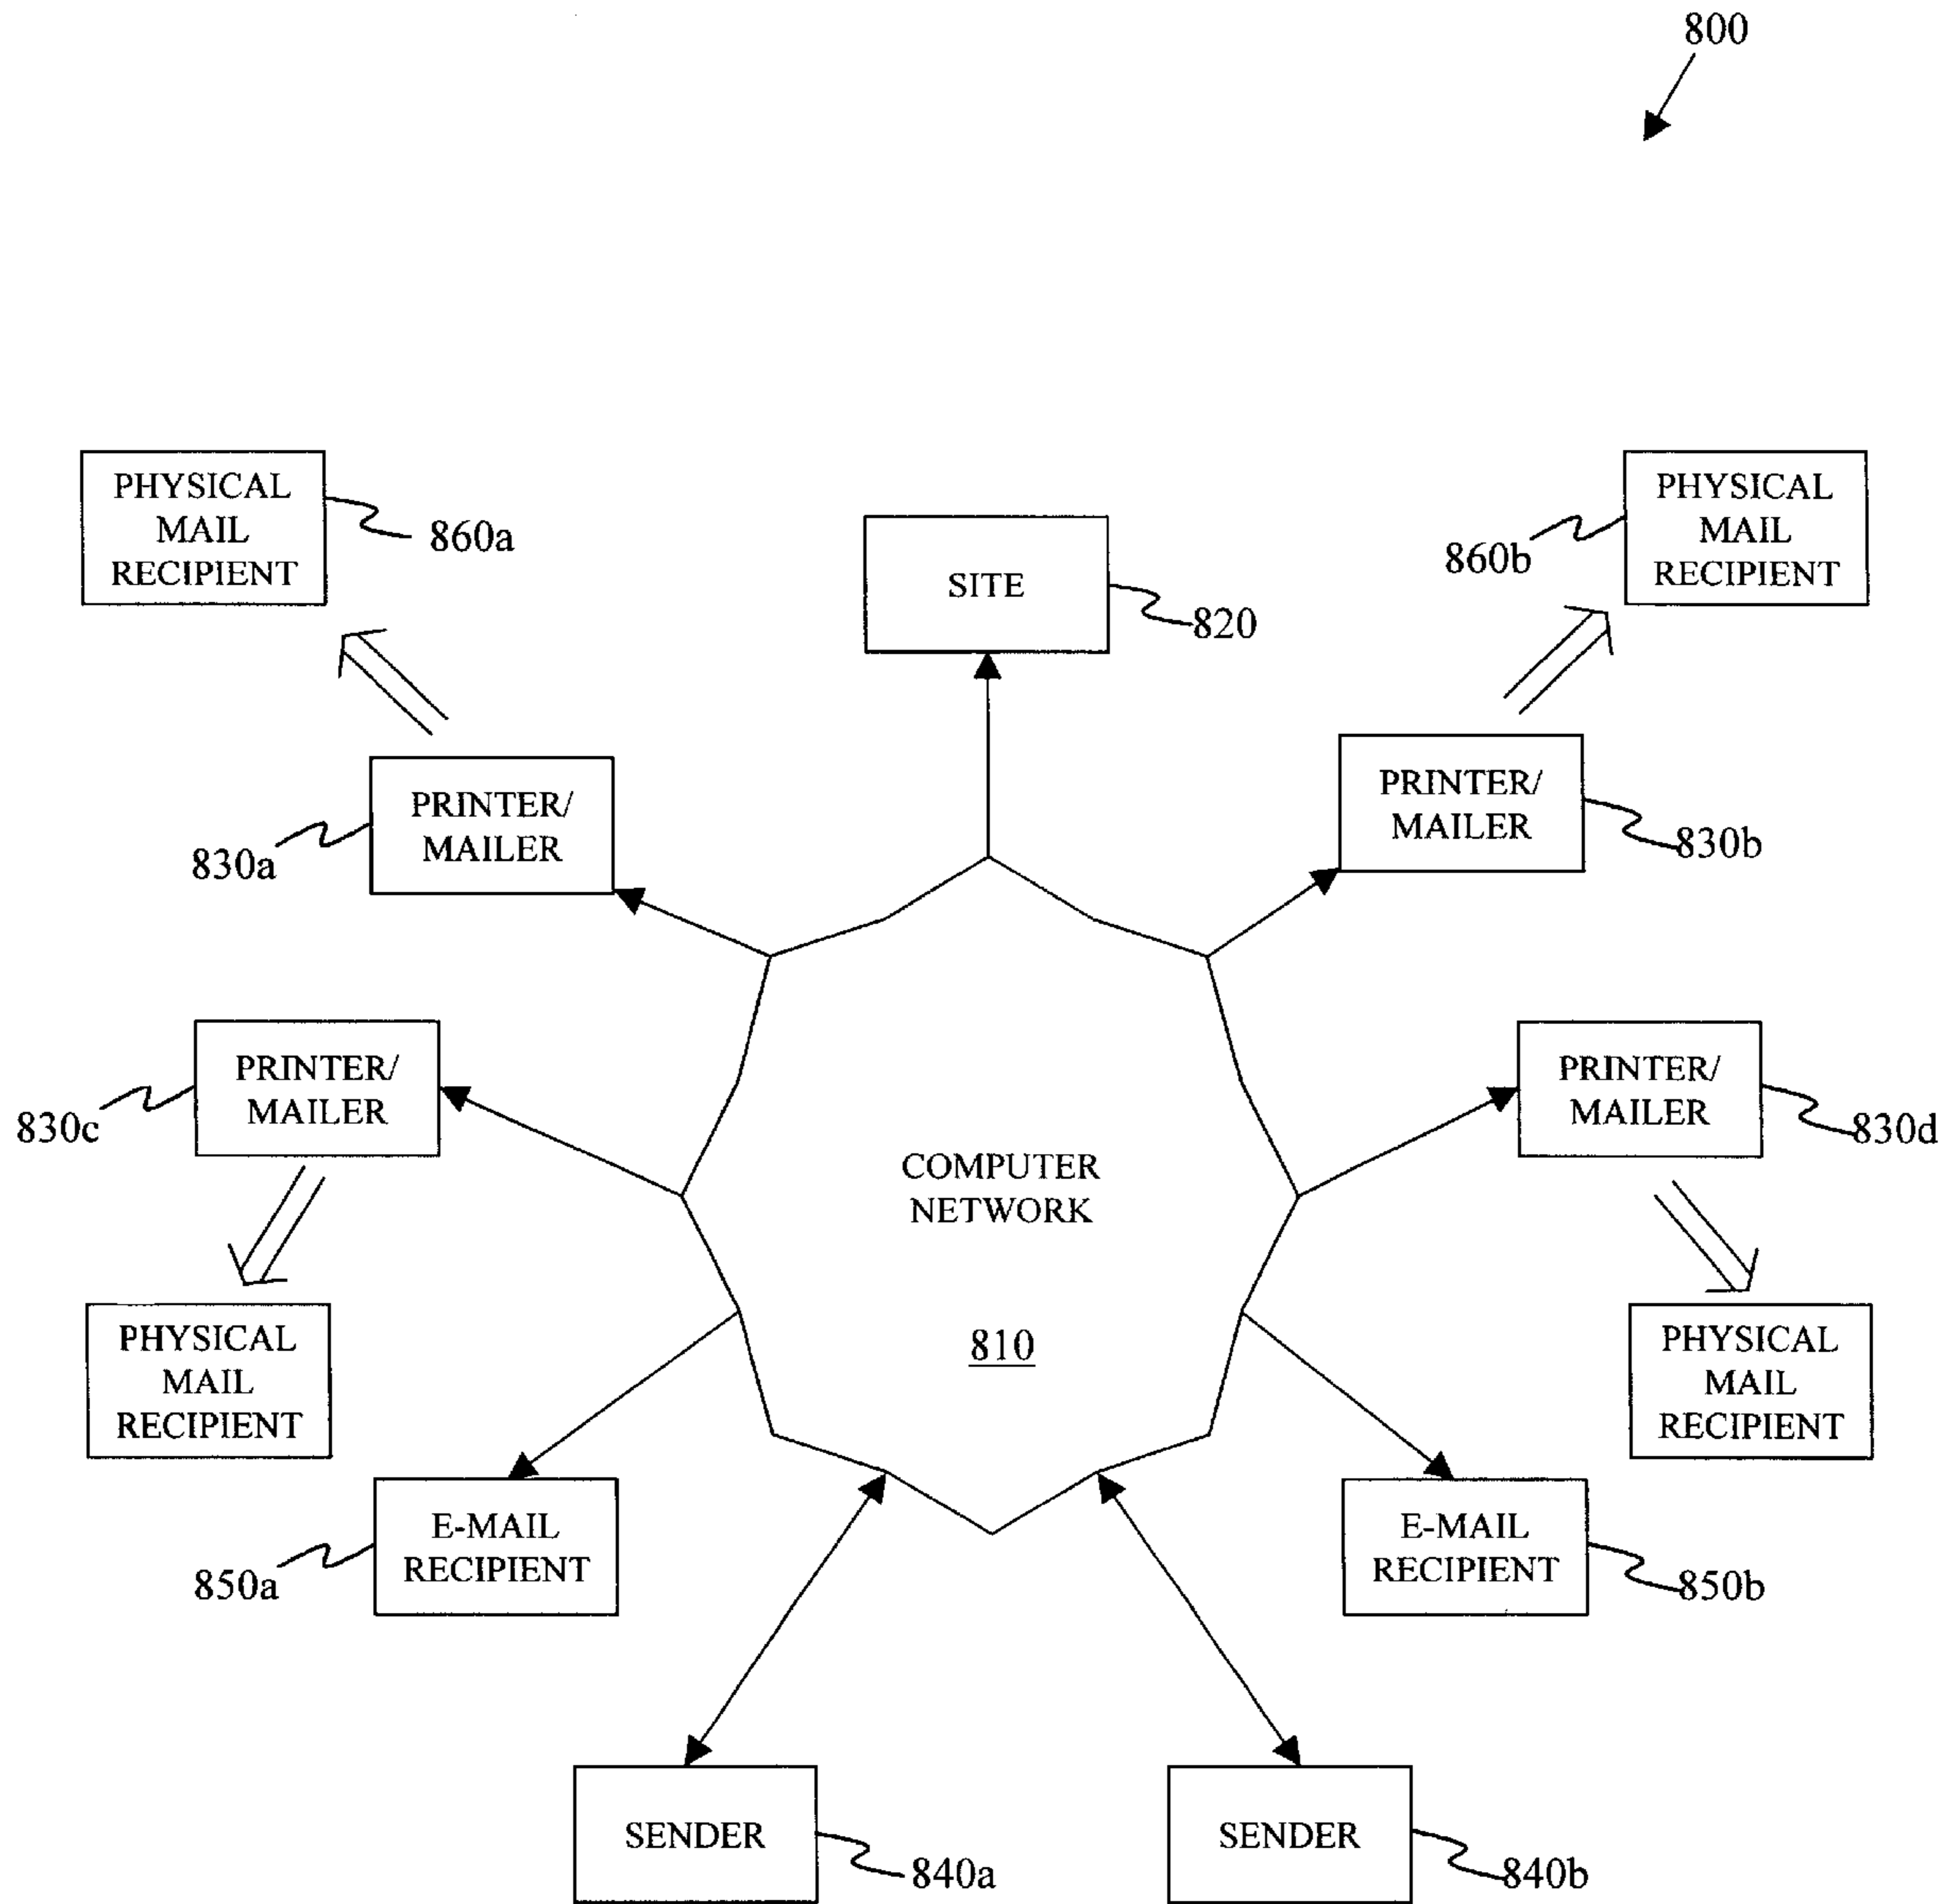 800
PHYSICAL
MAIL
RECIPIENT
860a
SITE
820
860b
PHYSICAL
MAIL
RECIPIENT
PRINTER/
MAILER
830a
PRINTER/
MAILER
830b
PRINTER/
MAILER
830c
COMPUTER
NETWORK
810
PRINTER/
MAILER
830d
PHYSICAL
MAIL
RECIPIENT
PHYSICAL
MAIL
RECIPIENT
E-MAIL
RECIPIENT
850a
E-MAIL
RECIPIENT
850b
SENDER
840a
SENDER
840b